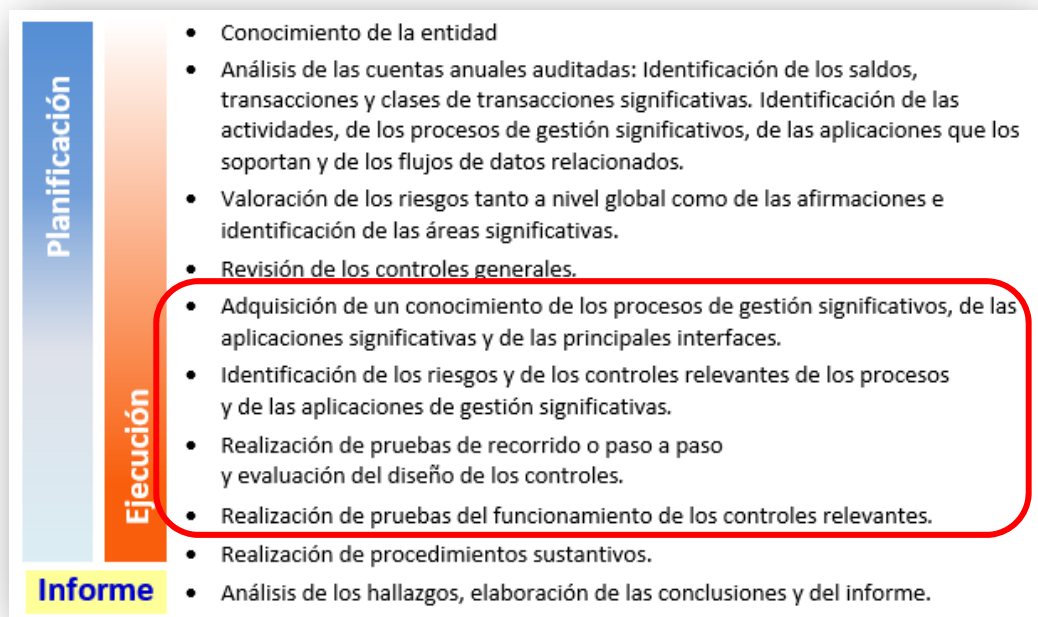 Planificación
Ejecución
Informe
• Conocimiento de la entidad
• Análisis de las cuentas anuales auditadas: Identificación de los saldos,
transacciones y clases de transacciones significativas. Identificación de las
actividades, de los procesos de gestión significativos, de las aplicaciones que los
soportan y de los flujos de datos relacionados.
• Valoración de los riesgos tanto a nivel global como de las afirmaciones e
identificación de las áreas significativas.
• Revisión de los controles generales.
• Adquisición de un conocimiento de los procesos de gestión significativos, de las
aplicaciones significativas y de las principales interfaces.
• Identificación de los riesgos y de los controles relevantes de los procesos
y de las aplicaciones de gestión significativas.
• Realización de pruebas de recorrido o paso a paso
y evaluación del diseño de los controles.
• Realización de pruebas del funcionamiento de los controles relevantes.
• Realización de procedimientos sustantivos.
• Análisis de los hallazgos, elaboración de las conclusiones y del informe.